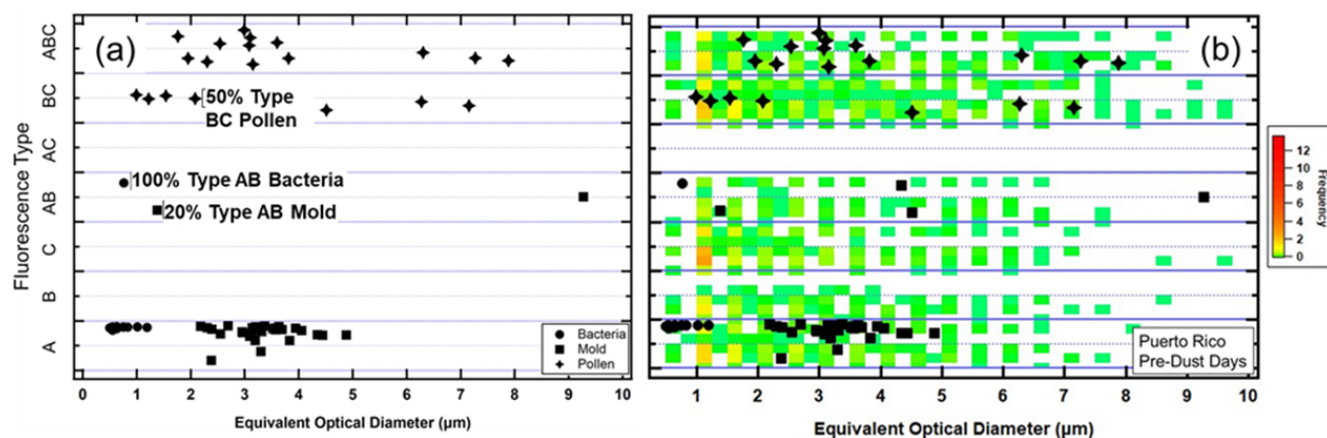 (a)
Fluorescence Type
ABC
BC
AC
AB
C
B
A
50% Type
BC Pollen
100% Type AB Bacteria
20% Type AB Mold
Bacteria
Mold
Pollen
0 1 2 3 4 5 6 7 8 9 10
Equivalent Optical Diameter (µm)
(b)
Puerto Rico
Pre-Dust Days
1 2 3 4 5 6 7 8 9 10
Equivalent Optical Diameter (µm)
12
10
8
6
4
2
0
Frequency